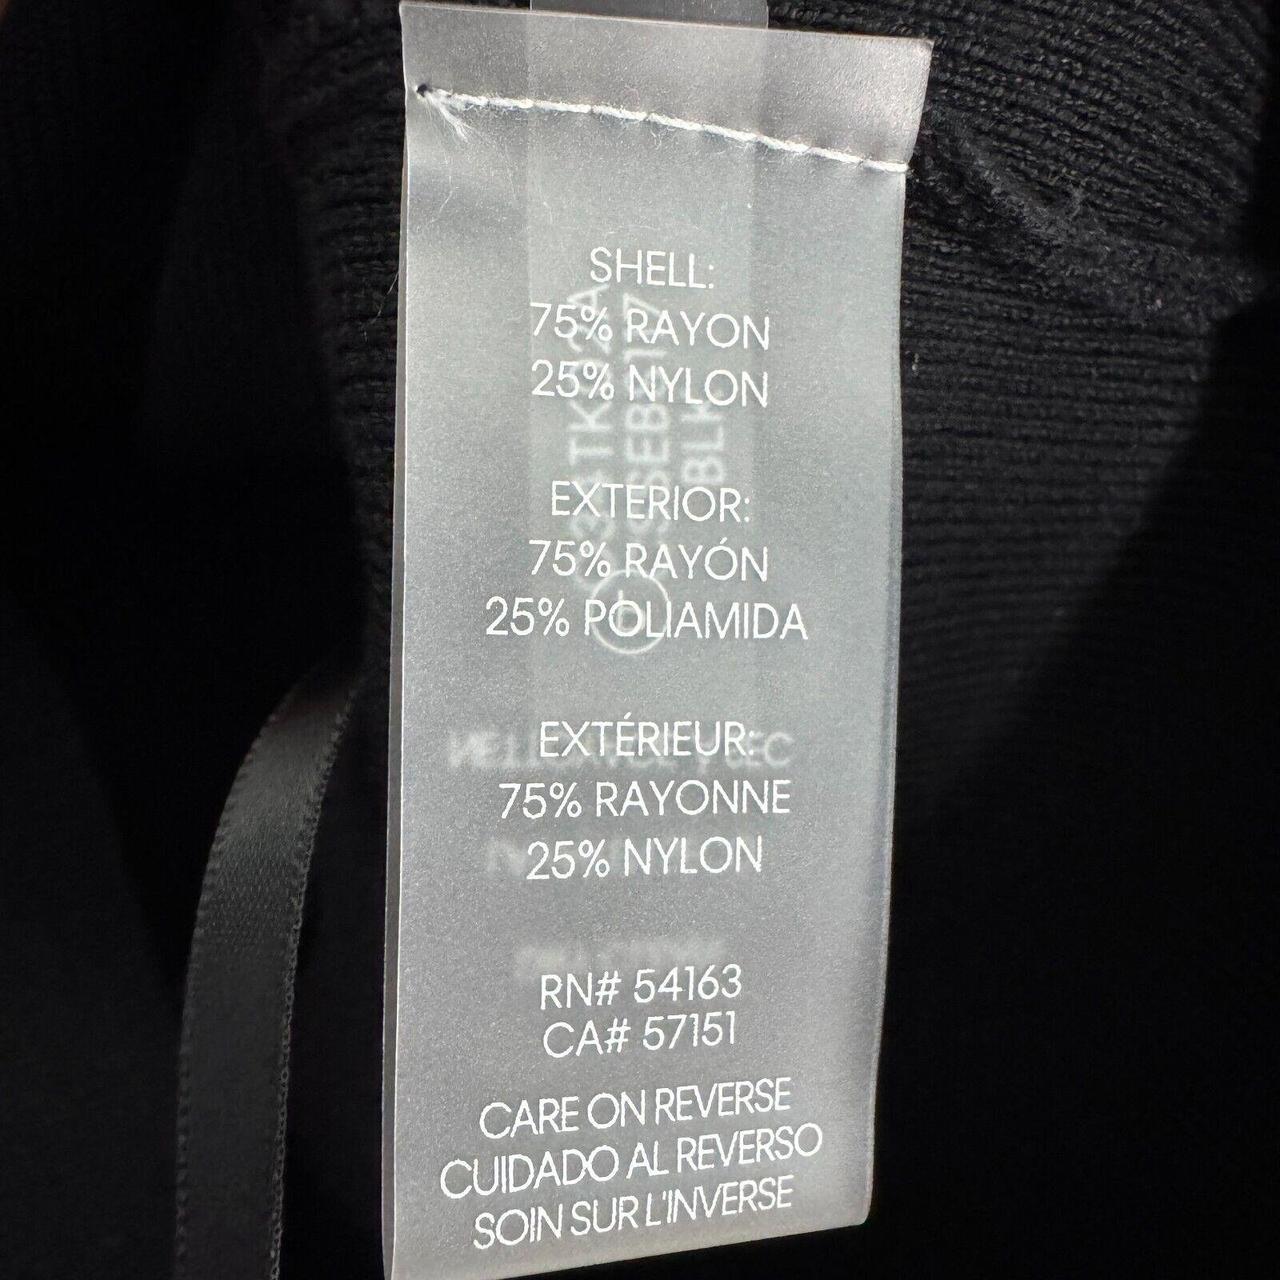 SHELL:
75% RAYON
25% NYLON
EXTERIOR:
75% RAYÓN
25% POLIAMIDA
EXTÉRIEUR:
75% RAYONNE
25% NYLON
RN# 54163
CA# 57151
CARE ON REVERSE
CUIDADO AL REVERSO
SOIN SUR L'INVERSE
BLK